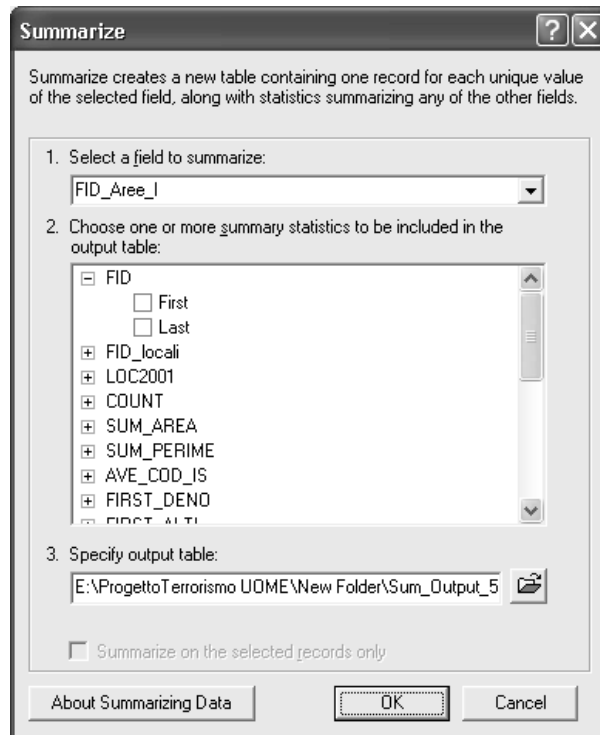 Summarize
Summarize creates a new table containing one record for each unique value
of the selected field, along with statistics summarizing any of the other fields.
1. Select a field to summarize:
FID_Aree_I
2. Choose one or more summary statistics to be included in the
output table:
FID
First
Last
FID_locali
LOC2001
COUNT
SUM_AREA
SUM_PERIME
AVE_COD_IS
FIRST_DENO
3. Specify output table:
E:\ProgettoTerrorismo UOME\New Folder\Sum_Output_5
Summarize on the selected records only
About Summarizing Data
OK
Cancel